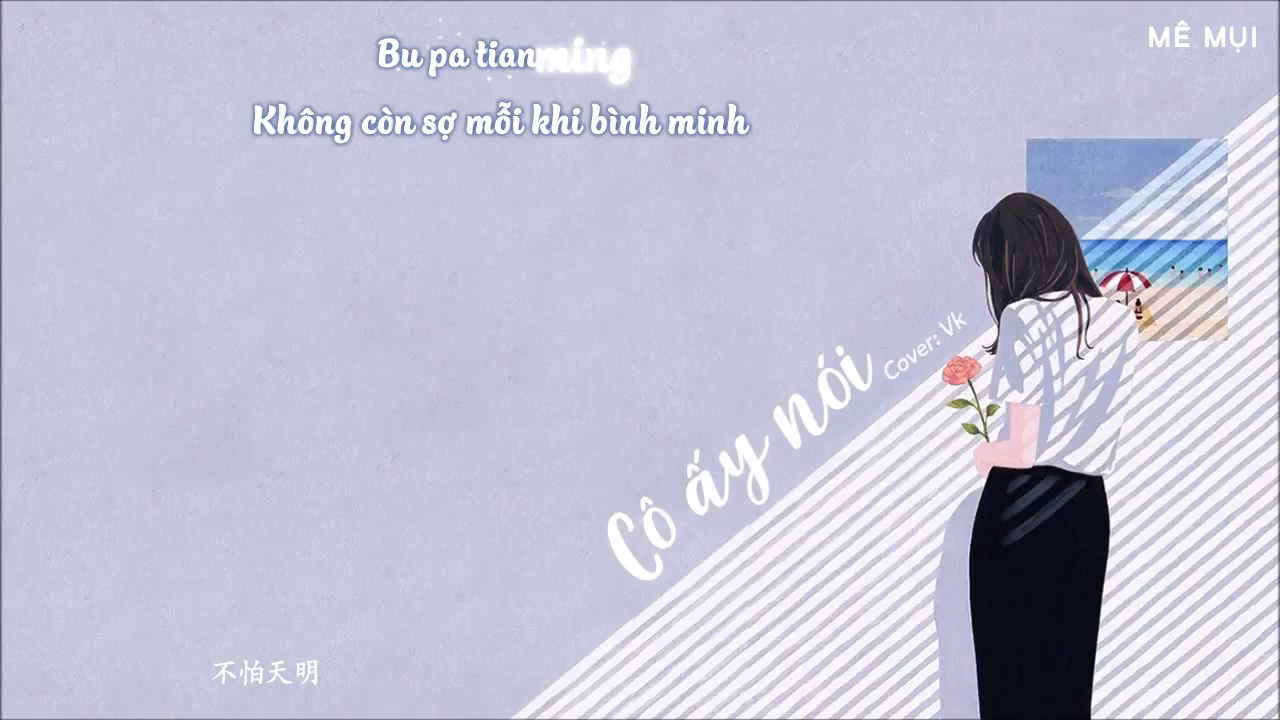 Bu pa tianming
MÊ MỤI
Không còn sợ mỗi khi bình minh
Cô ấy nói
Cover: Vk
不怕天明